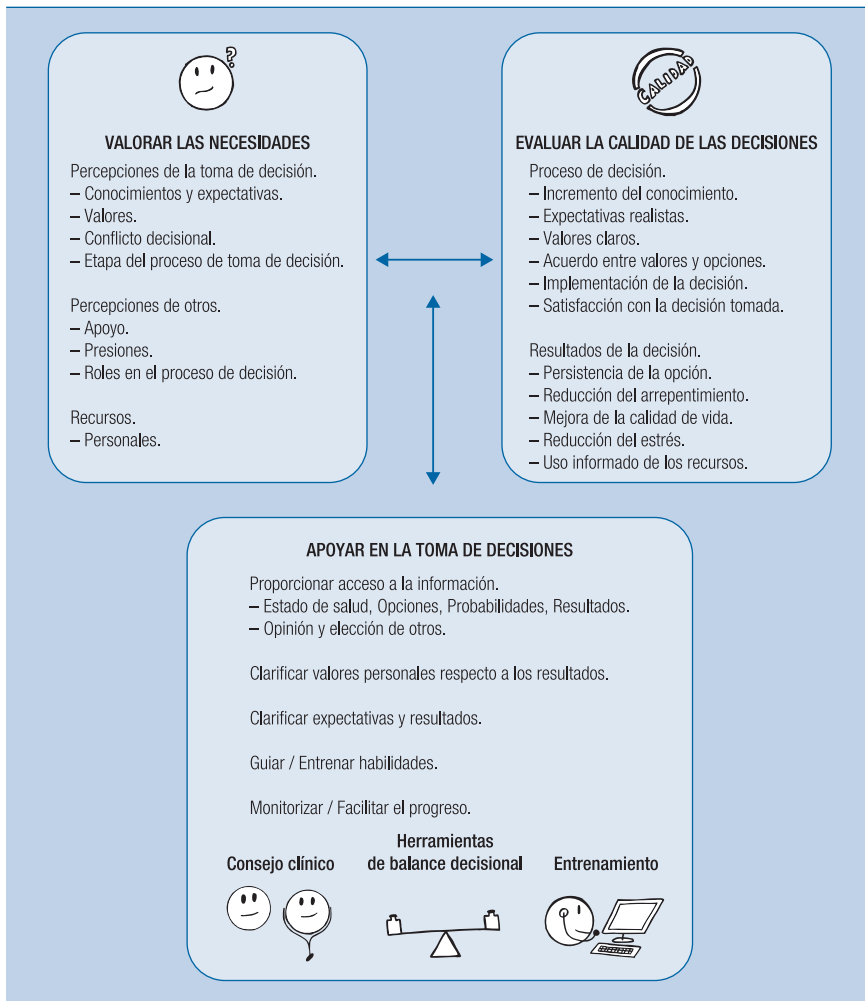 ?
VALORAR LAS NECESIDADES
Percepciones de la toma de decisión.
– Conocimientos y expectativas.
– Valores.
– Conflicto decisional.
– Etapa del proceso de toma de decisión.
Percepciones de otros.
– Apoyo.
– Presiones.
– Roles en el proceso de decisión.
Recursos.
– Personales.
CALIDAD
EVALUAR LA CALIDAD DE LAS DECISIONES
Proceso de decisión.
– Incremento del conocimiento.
– Expectativas realistas.
– Valores claros.
– Acuerdo entre valores y opciones.
– Implementación de la decisión.
– Satisfacción con la decisión tomada.
Resultados de la decisión.
– Persistencia de la opción.
– Reducción del arrepentimiento.
– Mejora de la calidad de vida.
– Reducción del estrés.
– Uso informado de los recursos.
APOYAR EN LA TOMA DE DECISIONES
Proporcionar acceso a la información.
– Estado de salud, Opciones, Probabilidades, Resultados.
– Opinión y elección de otros.
Clarificar valores personales respecto a los resultados.
Clarificar expectativas y resultados.
Guiar / Entrenar habilidades.
Monitorizar / Facilitar el progreso.
Consejo clínico
Herramientas
de balance decisional
Entrenamiento